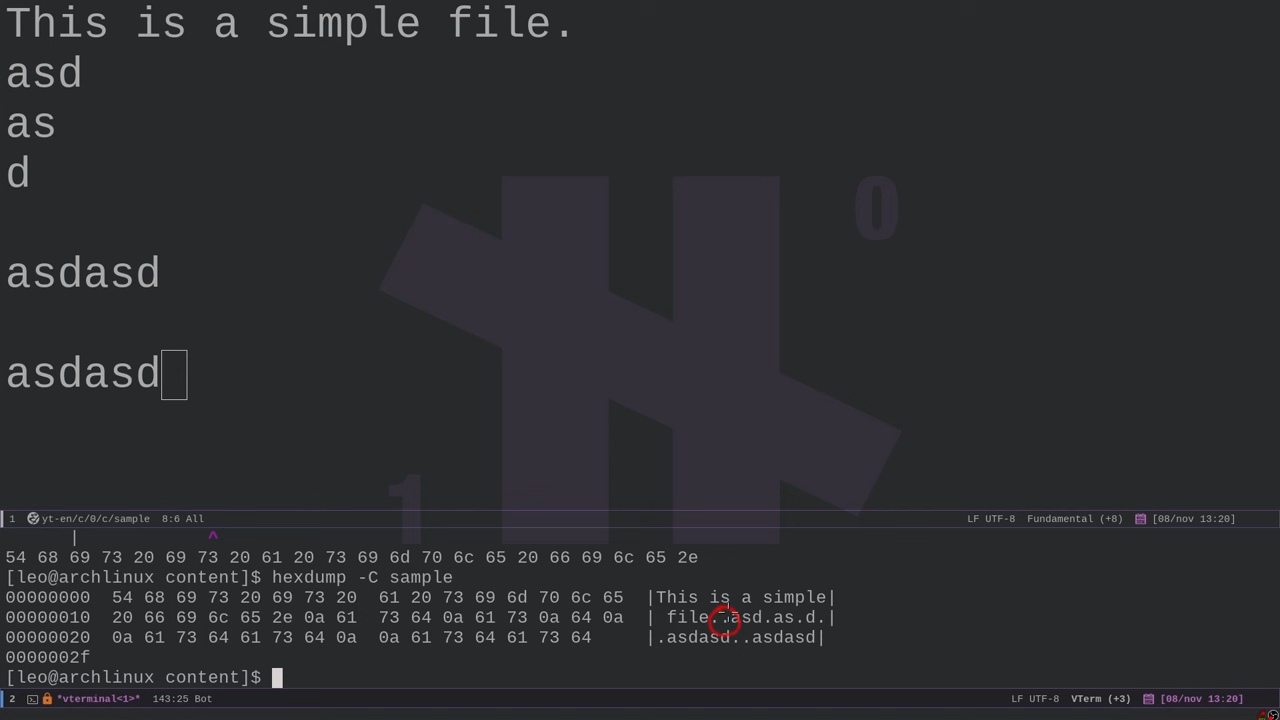 This is a simple file.
asd
as
d
asdasd
asdasd
0
1
1 yt-en/c/0/c/sample 8:6 All LF UTF-8 Fundamental (+8) [08/nov 13:20]
| ^
54 68 69 73 20 69 73 20 61 20 73 69 6d 70 6c 65 20 66 69 6c 65 2e
[leo@archlinux content]$ hexdump -C sample
00000000 54 68 69 73 20 69 73 20 61 20 73 69 6d 70 6c 65 |This is a simple|
00000010 20 66 69 6c 65 2e 0a 61 73 64 0a 61 73 0a 64 0a | file..asd.as.d.|
00000020 0a 61 73 64 61 73 64 0a 0a 61 73 64 61 73 64 |.asdasd..asdasd|
0000002f
[leo@archlinux content]$
2 *vterminal<1>* 143:25 Bot LF UTF-8 VTerm (+3) [08/nov 13:20]